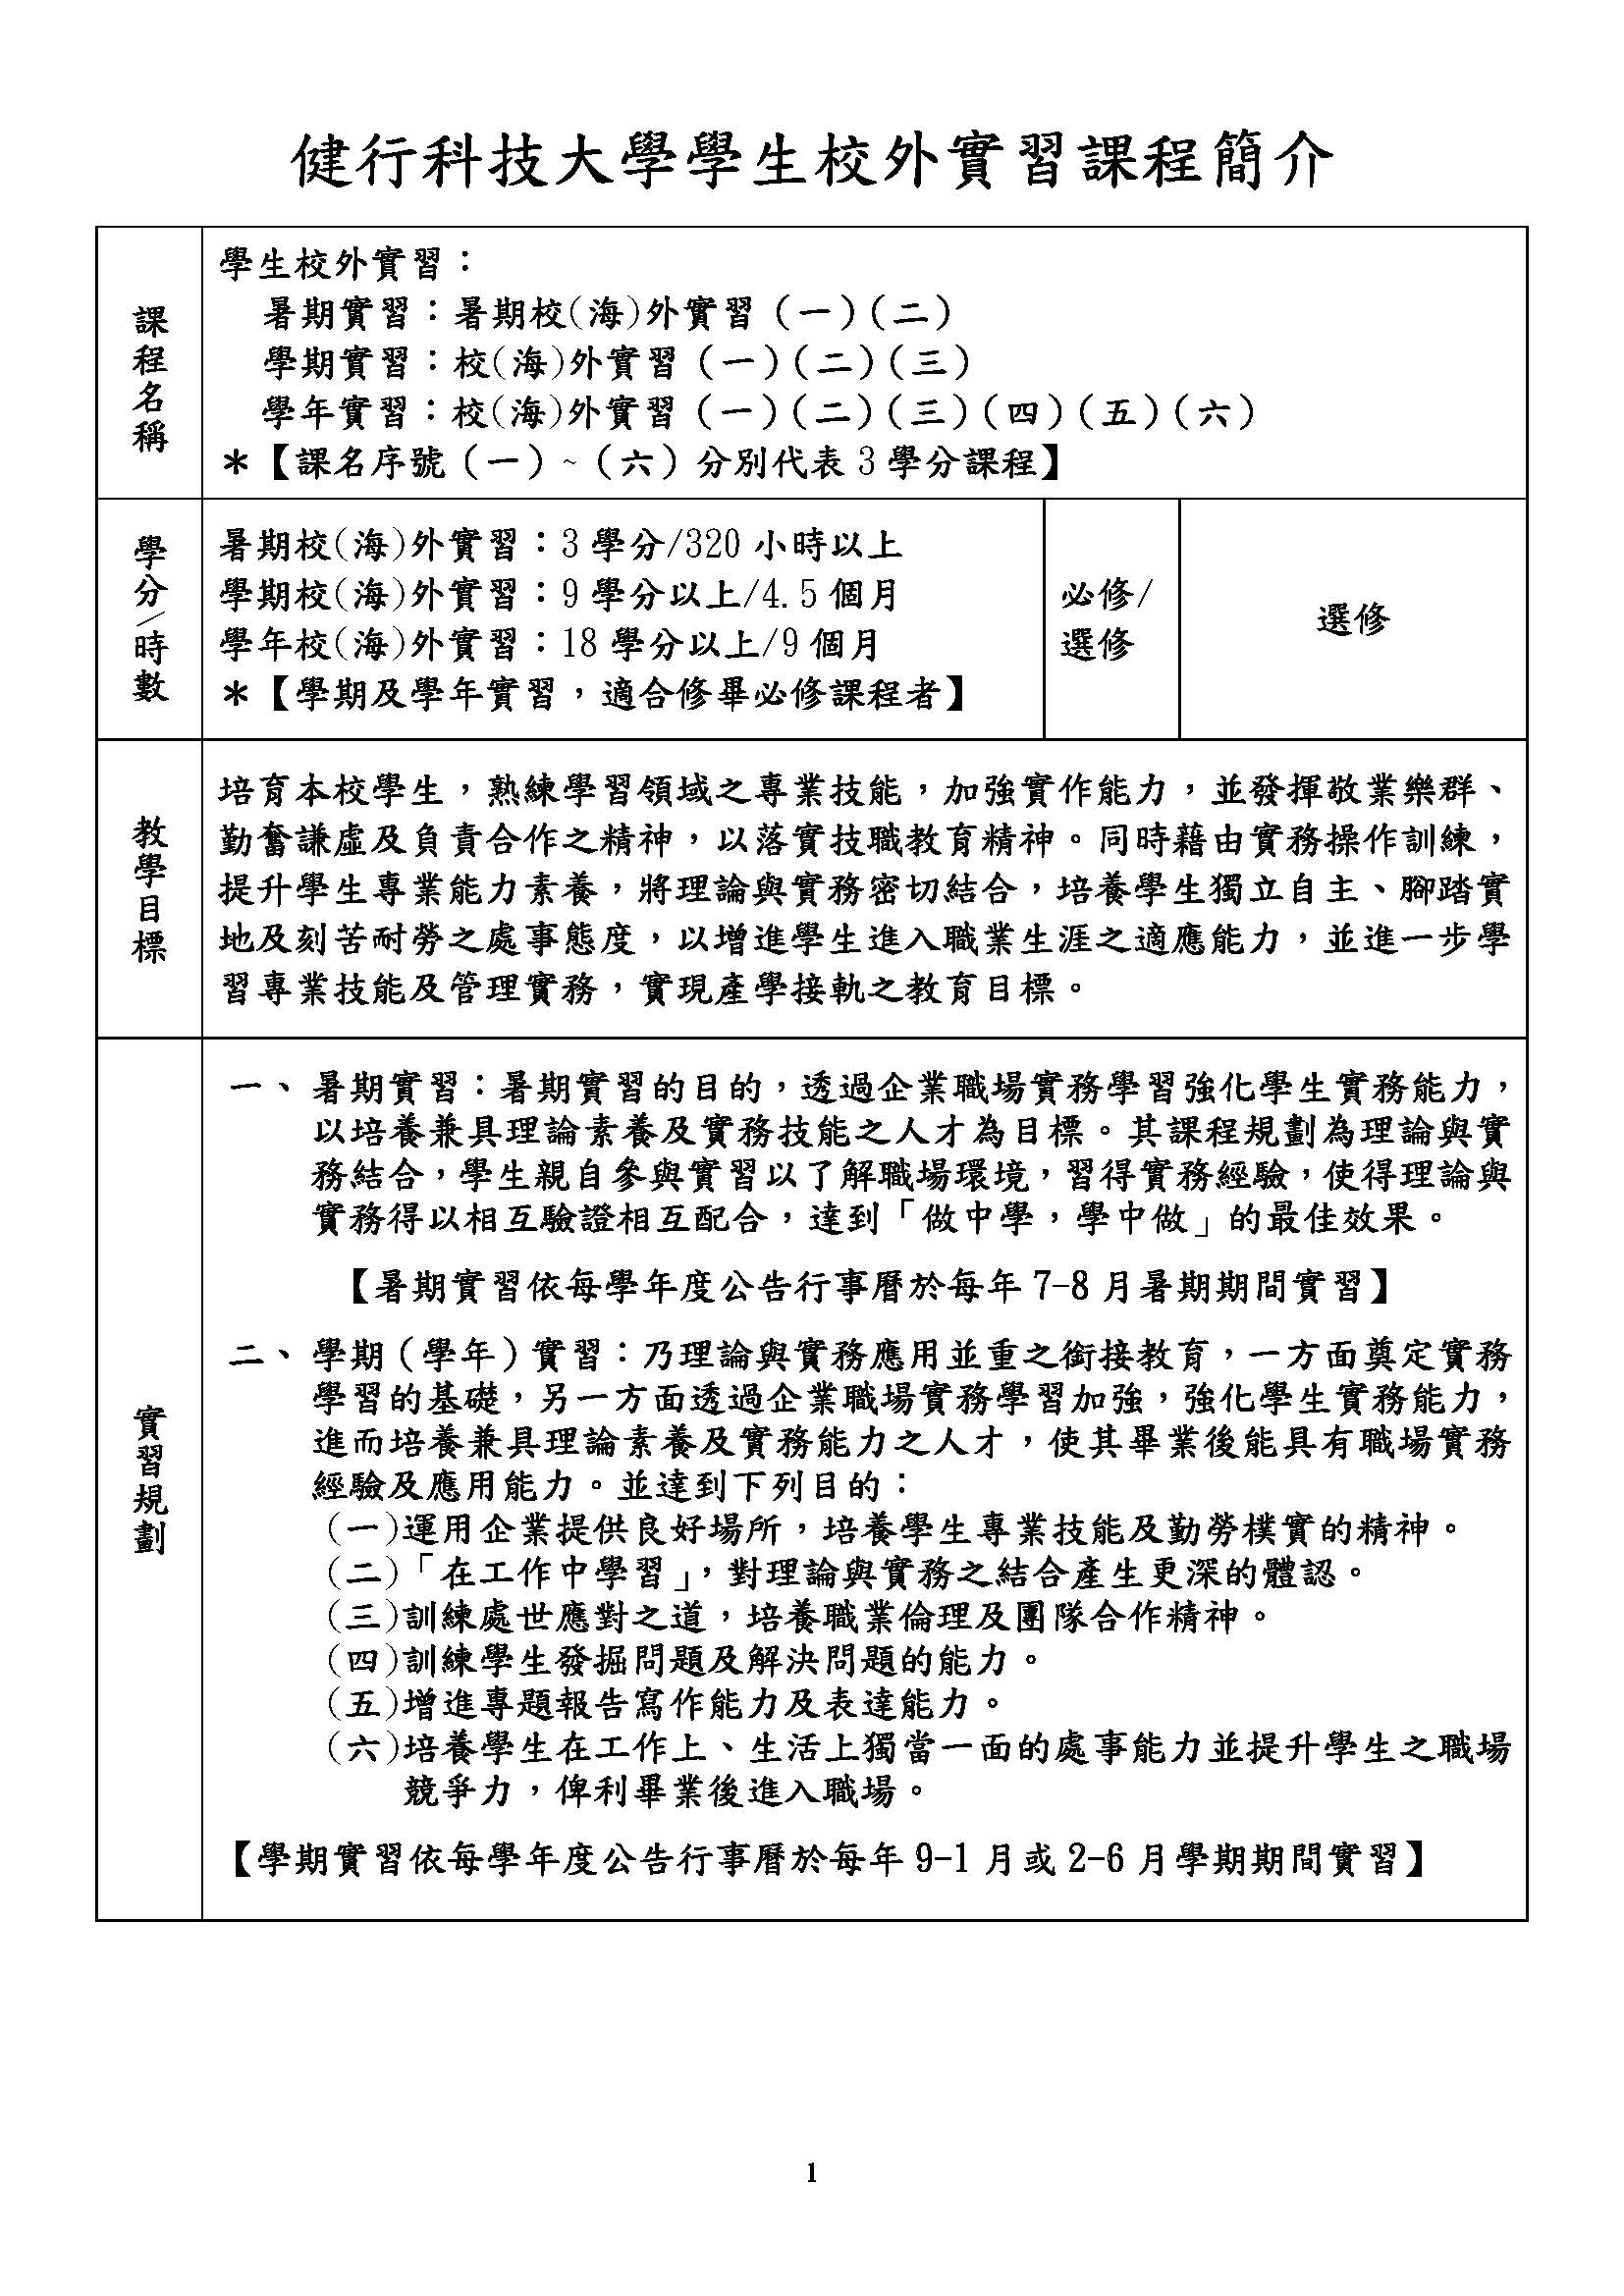 健行科技大學學生校外實習課程簡介
課程名稱
學生校外實習：
暑期實習：暑期校(海)外實習（一）（二）
學期實習：校(海)外實習（一）（二）（三）
學年實習：校(海)外實習（一）（二）（三）（四）（五）（六）
＊【課名序號（一）~（六）分別代表 3 學分課程】
學分/時數
暑期校(海)外實習：3 學分/320 小時以上
學期校(海)外實習：9 學分以上/4.5 個月
學年校(海)外實習：18 學分以上/9 個月
＊【學期及學年實習，適合修畢必修課程者】
必修/
選修
選修
教學目標
培育本校學生，熟練學習領域之專業技能，加強實作能力，並發揮敬業樂群、
勤奮謙虛及負責合作之精神，以落實技職教育精神。同時藉由實務操作訓練，
提升學生專業能力素養，將理論與實務密切結合，培養學生獨立自主、腳踏實
地及刻苦耐勞之處事態度，以增進學生進入職業生涯之適應能力，並進一步學
習專業技能及管理實務，實現產學接軌之教育目標。
實習規劃
一、 暑期實習：暑期實習的目的，透過企業職場實務學習強化學生實務能力，
以培養兼具理論素養及實務技能之人才為目標。其課程規劃為理論與實
務結合，學生親自參與實習以了解職場環境，習得實務經驗，使得理論與
實務得以相互驗證相互配合，達到「做中學，學中做」的最佳效果。
【暑期實習依每學年度公告行事曆於每年 7-8 月暑期期間實習】
二、 學期（學年）實習：乃理論與實務應用並重之銜接教育，一方面奠定實務
學習的基礎，另一方面透過企業職場實務學習加強，強化學生實務能力，
進而培養兼具理論素養及實務能力之人才，使其畢業後能具有職場實務
經驗及應用能力。並達到下列目的：
(一)運用企業提供良好場所，培養學生專業技能及勤勞樸實的精神。
(二)「在工作中學習」，對理論與實務之結合產生更深的體認。
(三)訓練處世應對之道，培養職業倫理及團隊合作精神。
(四)訓練學生發掘問題及解決問題的能力。
(五)增進專題報告寫作能力及表達能力。
(六)培養學生在工作上、生活上獨當一面的處事能力並提升學生之職場
競爭力，俾利畢業後進入職場。
【學期實習依每學年度公告行事曆於每年 9-1 月或 2-6 月學期期間實習】
1